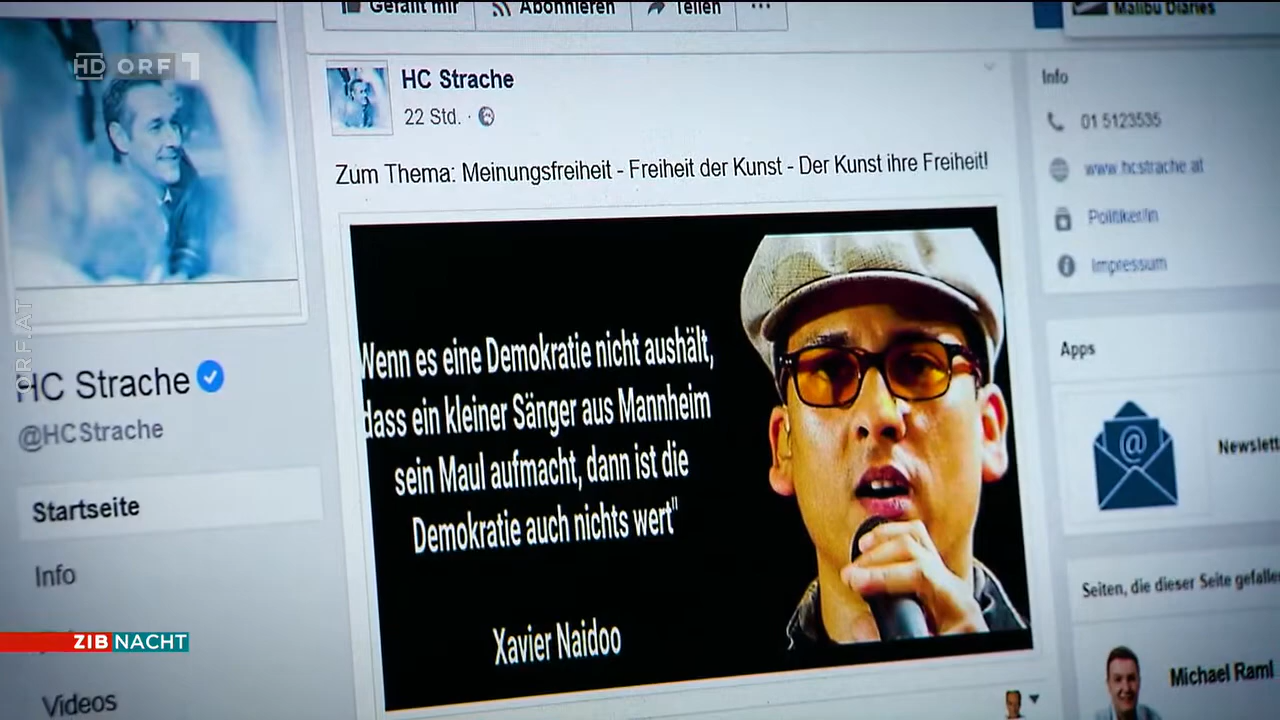 Gefällt mir
Abonnieren
Teilen
...
Malibu Diaries
HD ORF 1
HC Strache
22 Std.
Zum Thema: Meinungsfreiheit - Freiheit der Kunst - Der Kunst ihre Freiheit!
Wenn es eine Demokratie nicht aushält,
dass ein kleiner Sänger aus Mannheim
sein Maul aufmacht, dann ist die
Demokratie auch nichts wert"
Xavier Naidoo
ORF.AT
HC Strache
@HCStrache
Startseite
Info
Videos
Info
01 5123535
www.hcstrache.at
Politiker/in
Impressum
Apps
@
Newslett
Seiten, die dieser Seite gefallen
Michael Raml
ZIB NACHT